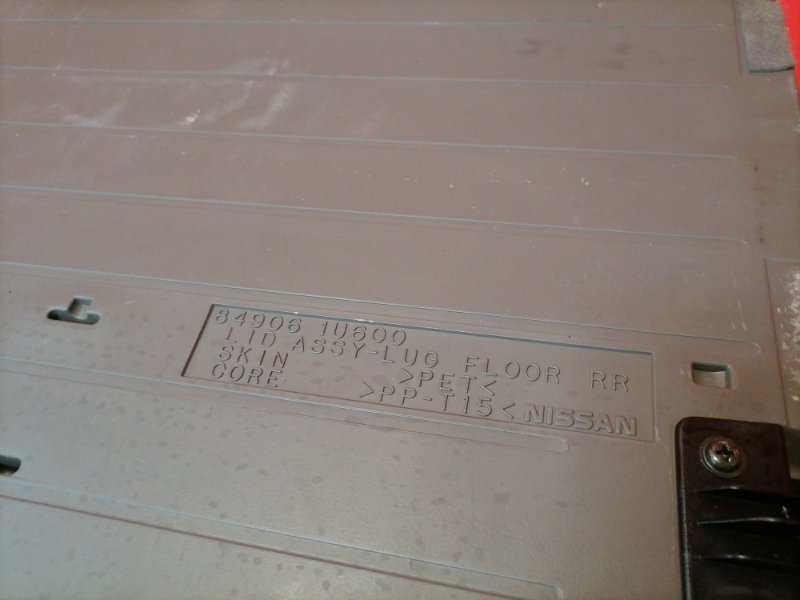 84906 1U600
LID ASSY-LUG FLOOR RR
SKIN >PET<
CORE >PP-T15< NISSAN